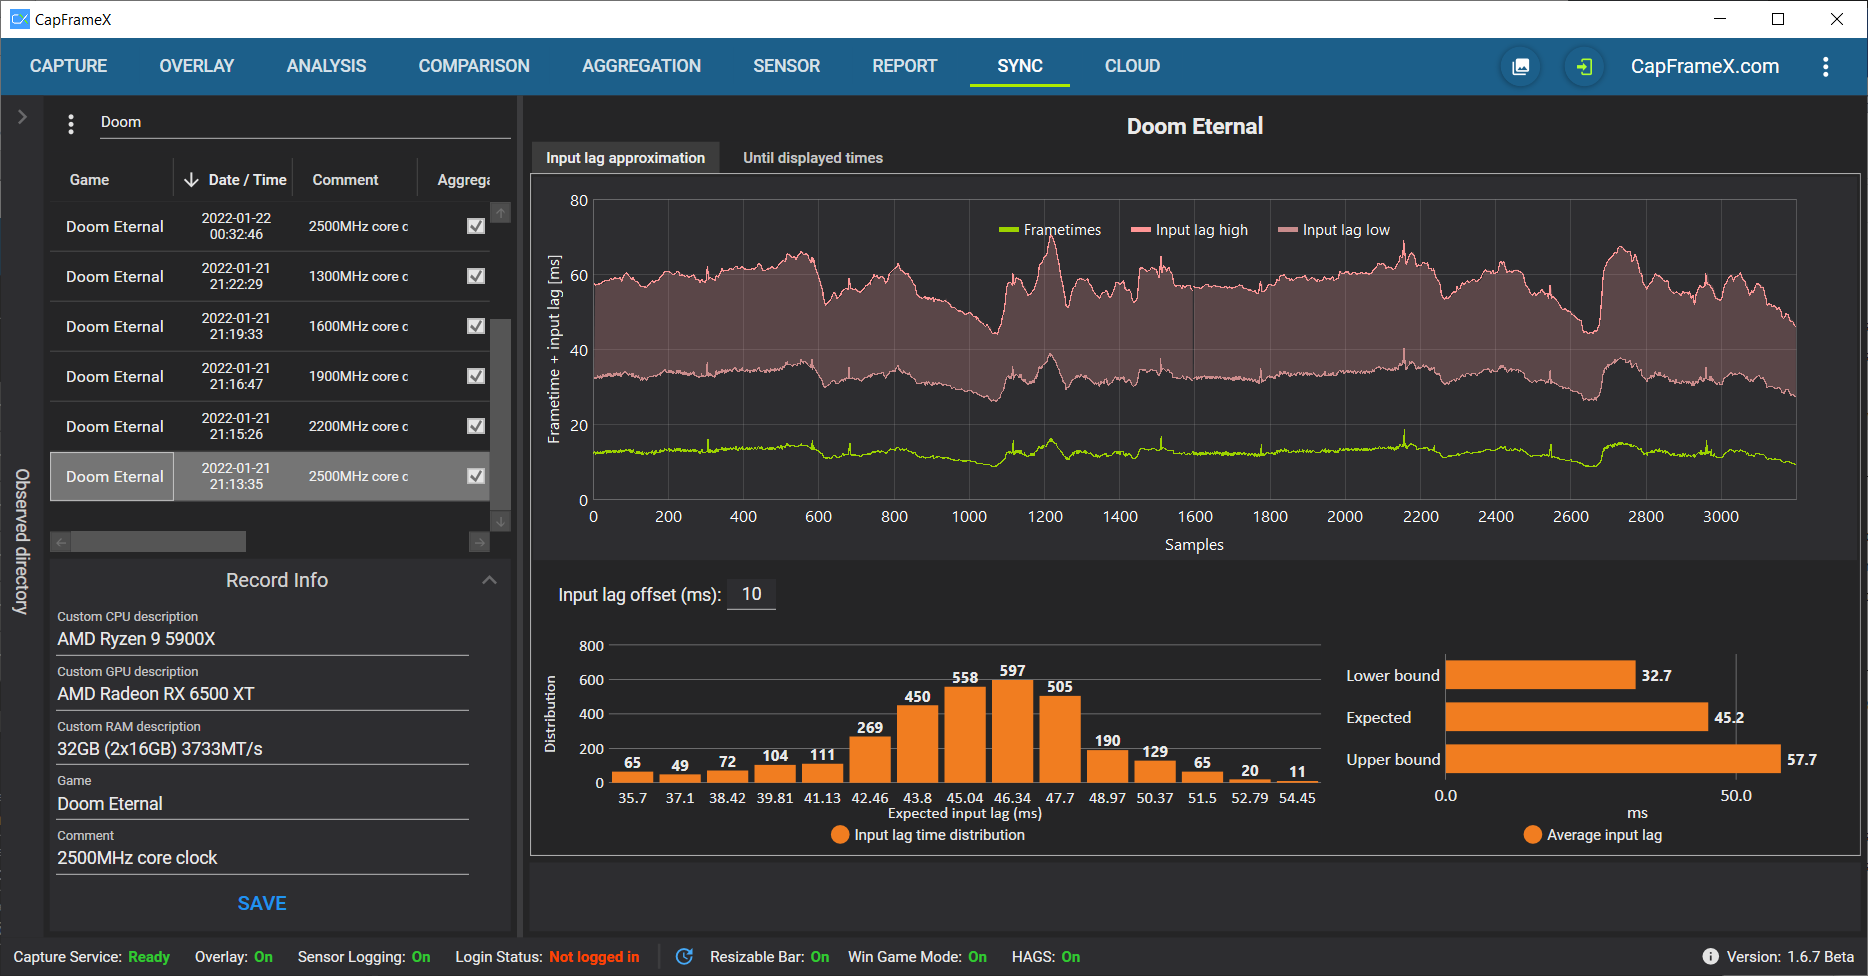 CapFrameX
CAPTURE OVERLAY ANALYSIS COMPARISON AGGREGATION SENSOR REPORT SYNC CLOUD CapFrameX.com
Observed directory
Doom
Game Date / Time Comment Aggrega
Doom Eternal 2022-01-22 00:32:46 2500MHz core c
Doom Eternal 2022-01-21 21:22:29 1300MHz core c
Doom Eternal 2022-01-21 21:19:33 1600MHz core c
Doom Eternal 2022-01-21 21:16:47 1900MHz core c
Doom Eternal 2022-01-21 21:15:26 2200MHz core c
Doom Eternal 2022-01-21 21:13:35 2500MHz core c
Record Info
Custom CPU description
AMD Ryzen 9 5900X
Custom GPU description
AMD Radeon RX 6500 XT
Custom RAM description
32GB (2x16GB) 3733MT/s
Game
Doom Eternal
Comment
2500MHz core clock
SAVE
Doom Eternal
Input lag approximation Until displayed times
Frametime + input lag [ms]
80
60
40
20
0
Frametimes Input lag high Input lag low
0 200 400 600 800 1000 1200 1400 1600 1800 2000 2200 2400 2600 2800 3000
Samples
Input lag offset (ms): 10
Distribution
800
600
400
200
0
65 49 72 104 111 269 450 558 597 505 190 129 65 20 11
35.7 37.1 38.42 39.81 41.13 42.46 43.8 45.04 46.34 47.7 48.97 50.37 51.5 52.79 54.45
Expected input lag (ms)
Input lag time distribution
Lower bound 32.7
Expected 45.2
Upper bound 57.7
0.0 50.0
ms
Average input lag
Capture Service: Ready Overlay: On Sensor Logging: On Login Status: Not logged in Resizable Bar: On Win Game Mode: On HAGS: On Version: 1.6.7 Beta